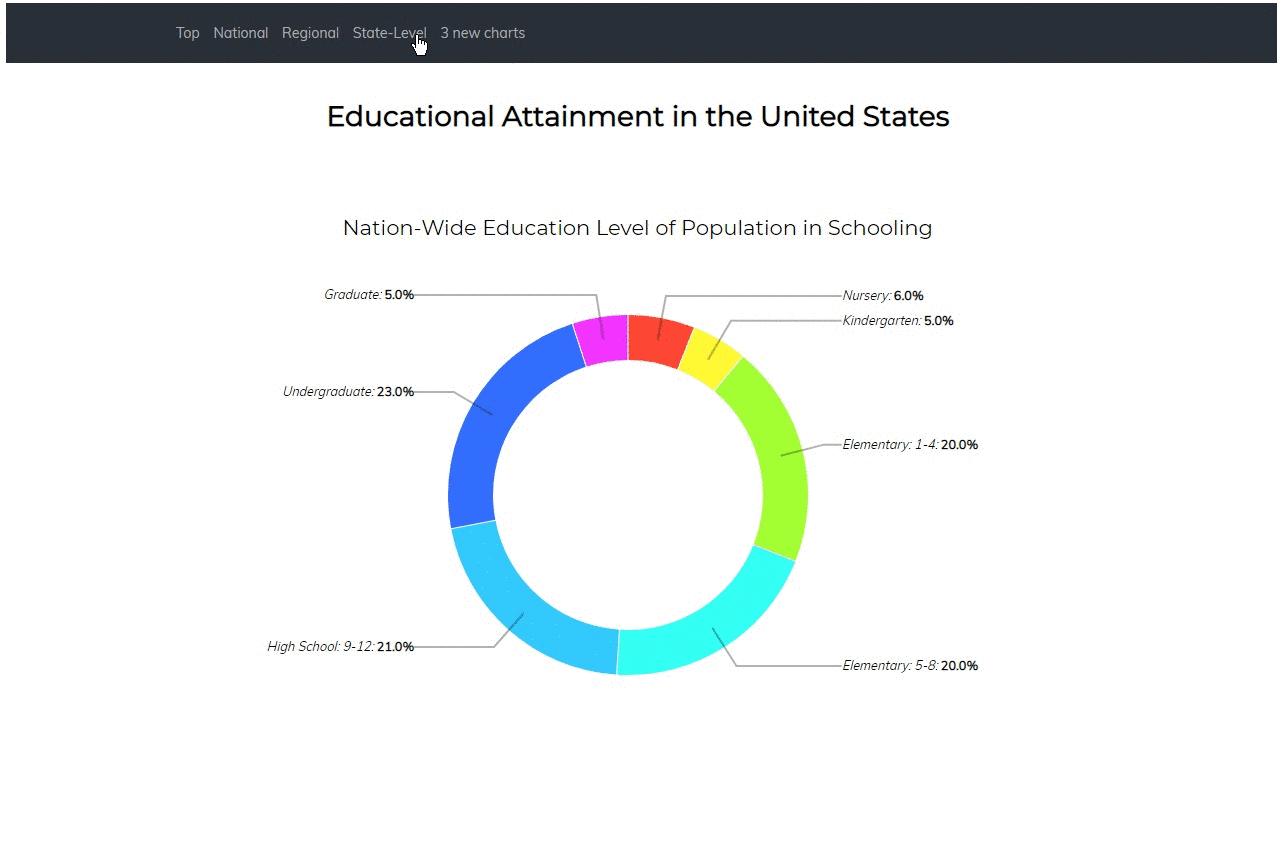 Top National Regional State-Level 3 new charts
Educational Attainment in the United States
Nation-Wide Education Level of Population in Schooling
Graduate: 5.0%
Nursery: 6.0%
Kindergarten: 5.0%
Undergraduate: 23.0%
Elementary: 1-4: 20.0%
High School: 9-12: 21.0%
Elementary: 5-8: 20.0%